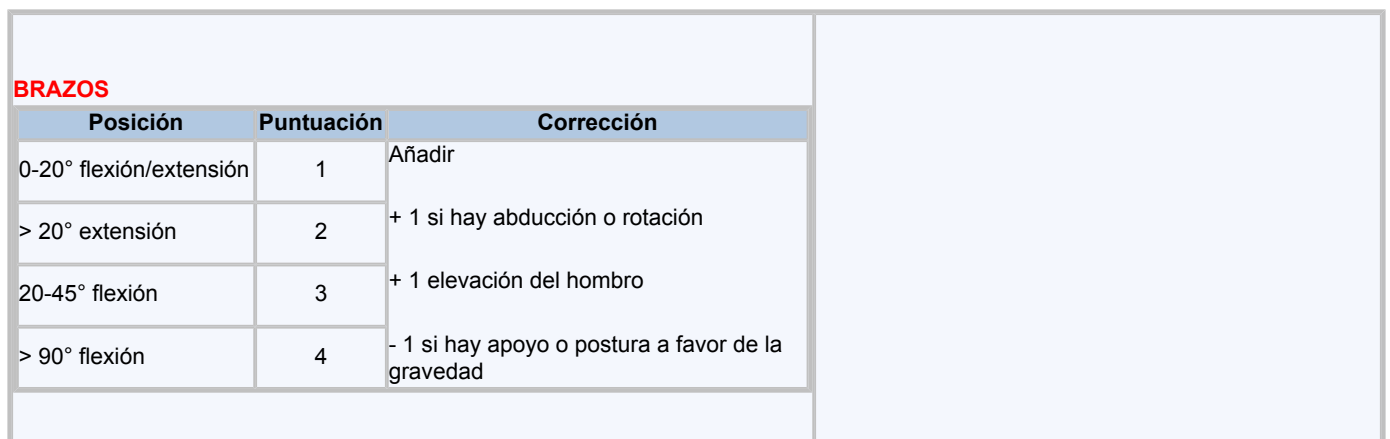 BRAZOS
Posición Puntuación Corrección
0-20° flexión/extensión 1 Añadir
+ 1 si hay abducción o rotación
> 20° extensión 2
+ 1 elevación del hombro
20-45° flexión 3
- 1 si hay apoyo o postura a favor de la
> 90° flexión 4
gravedad